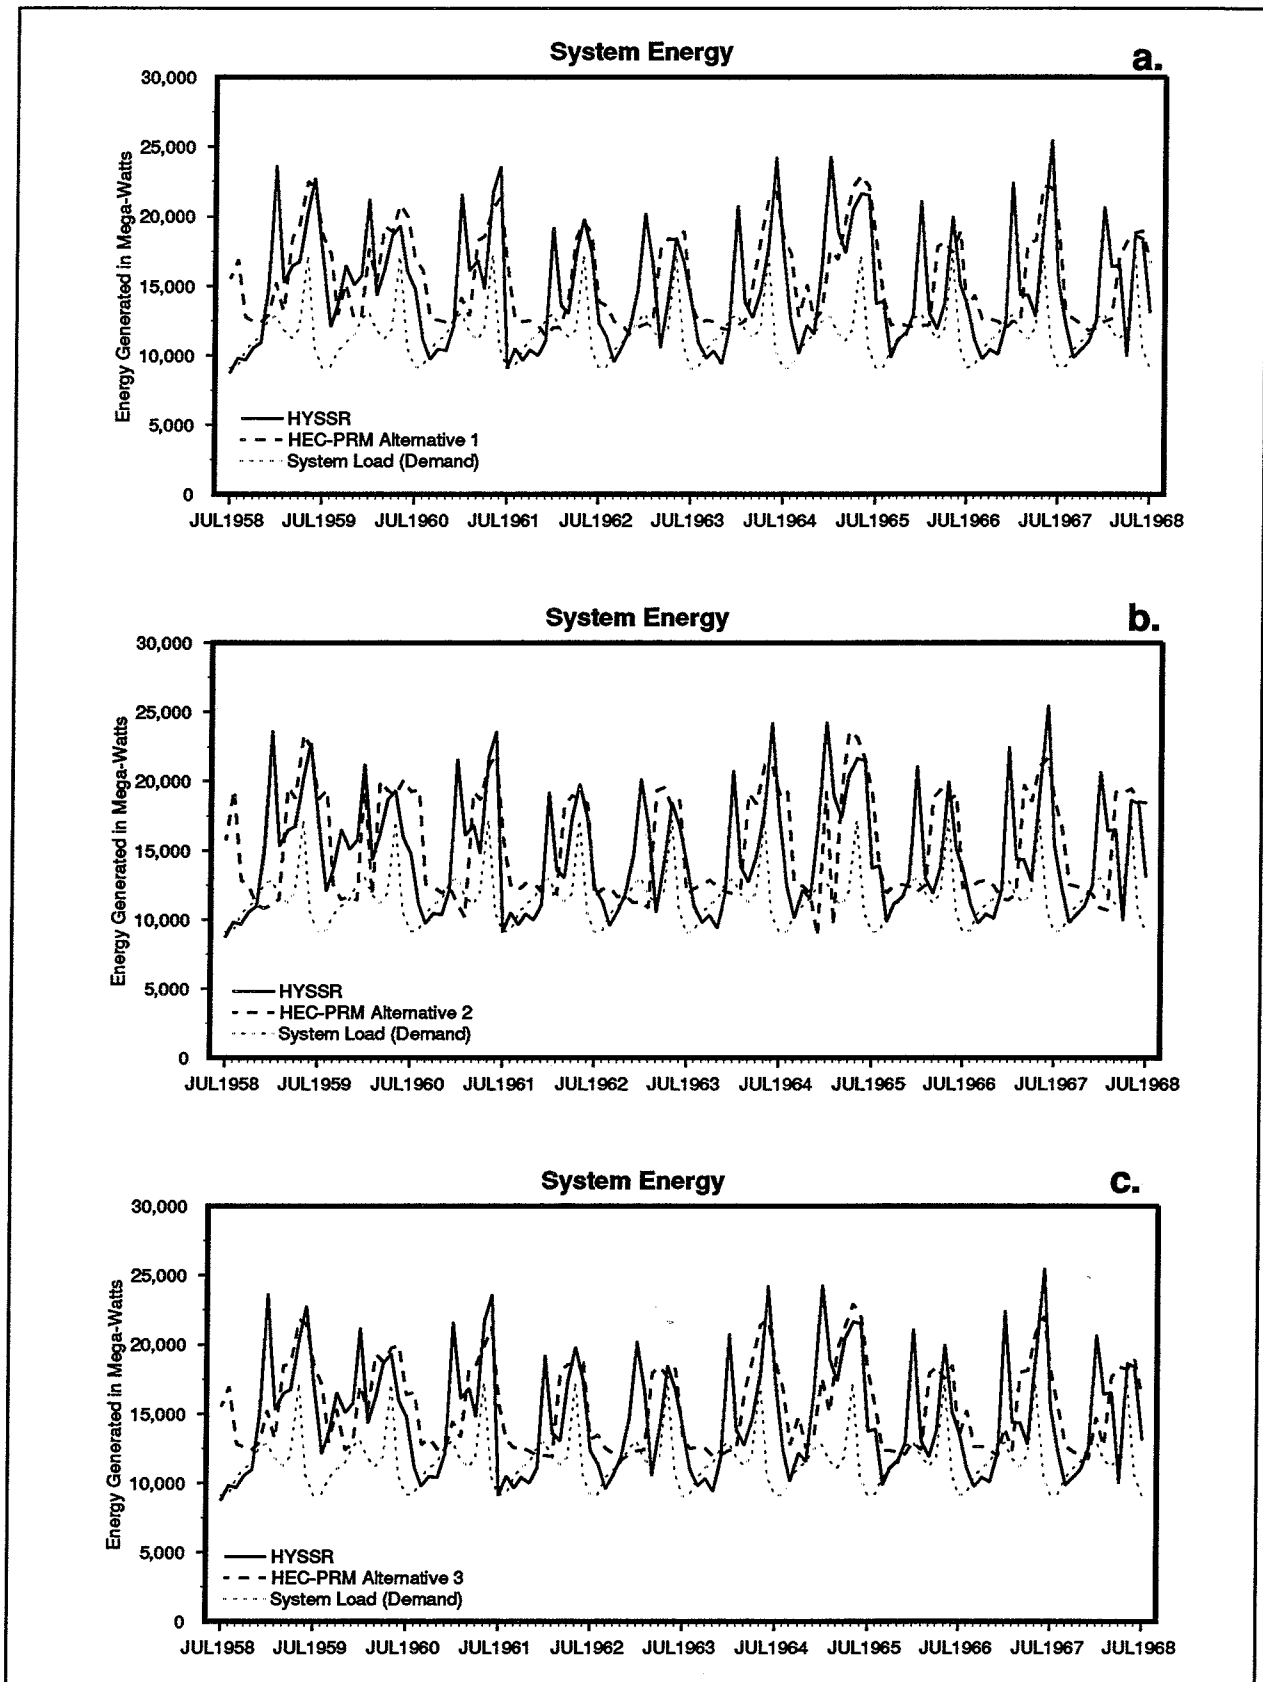 System Energy
a.
Energy Generated in Mega-Watts
30,000
25,000
20,000
15,000
10,000
5,000
0
HYSSR
HEC-PRM Alternative 1
System Load (Demand)
JUL1958 JUL1959 JUL1960 JUL1961 JUL1962 JUL1963 JUL1964 JUL1965 JUL1966 JUL1967 JUL1968
System Energy
b.
Energy Generated in Mega-Watts
30,000
25,000
20,000
15,000
10,000
5,000
0
HYSSR
HEC-PRM Alternative 2
System Load (Demand)
JUL1958 JUL1959 JUL1960 JUL1961 JUL1962 JUL1963 JUL1964 JUL1965 JUL1966 JUL1967 JUL1968
System Energy
c.
Energy Generated in Mega-Watts
30,000
25,000
20,000
15,000
10,000
5,000
0
HYSSR
HEC-PRM Alternative 3
System Load (Demand)
JUL1958 JUL1959 JUL1960 JUL1961 JUL1962 JUL1963 JUL1964 JUL1965 JUL1966 JUL1967 JUL1968